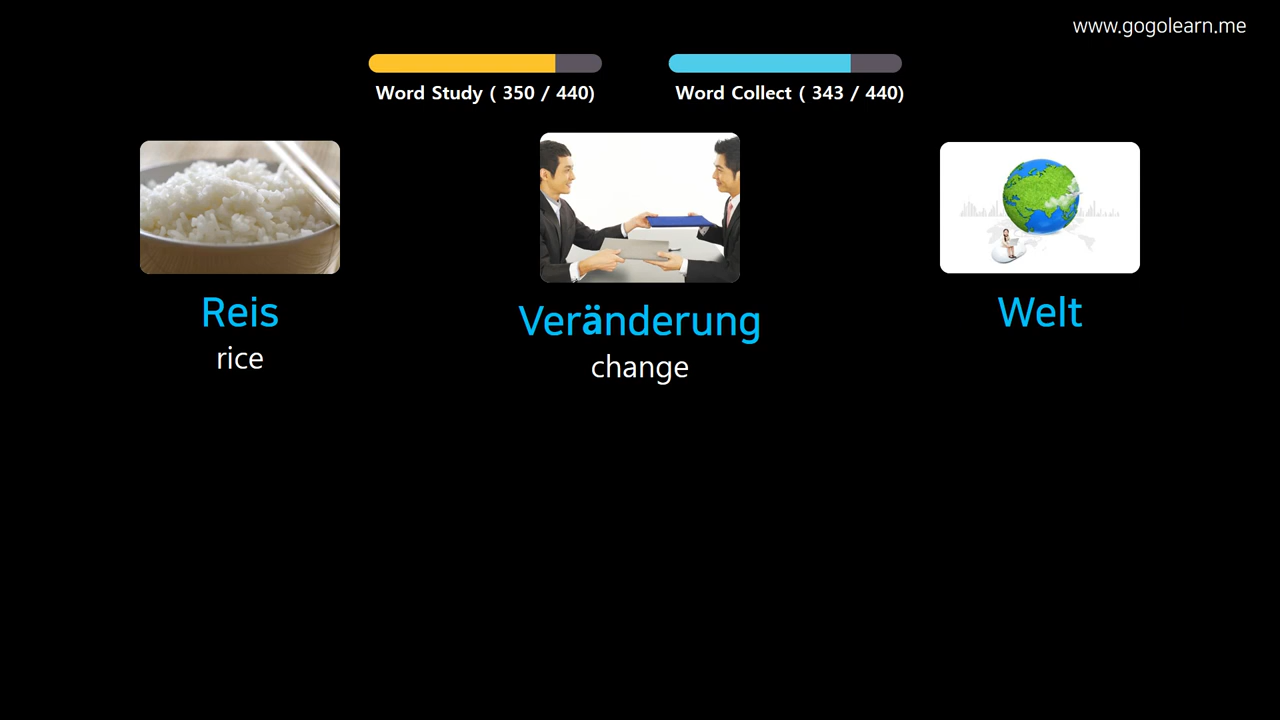 www.gogolearn.me
Word Study ( 350 / 440)
Word Collect ( 343 / 440)
Reis
rice
Veränderung
change
Welt